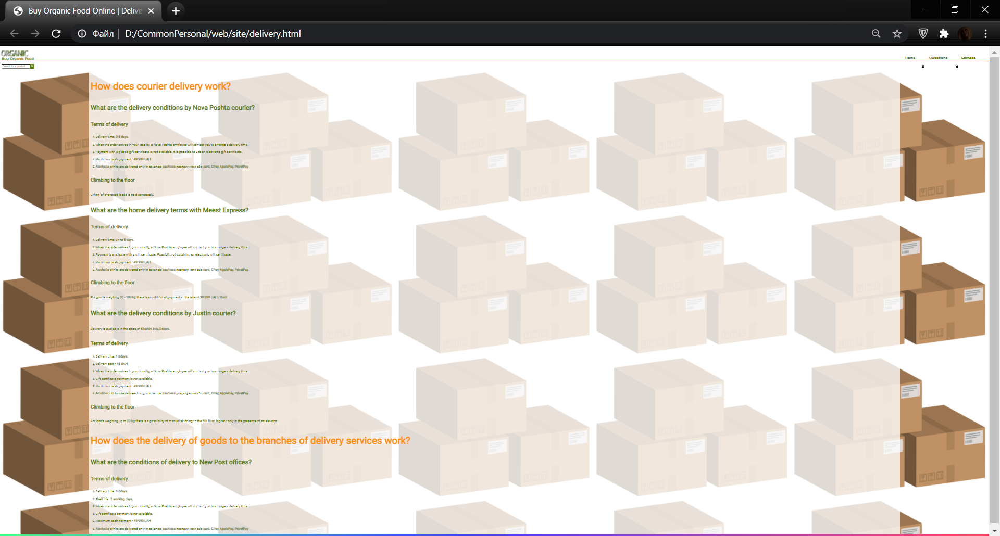 Buy Organic Food Online | Delive
Файл | D:/CommonPersonal/web/site/delivery.html
ORGANIC
Buy Organic Food
Home Questions Contact
Search for a product
How does courier delivery work?
What are the delivery conditions by Nova Poshta courier?
Terms of delivery
1. Delivery time: 3-5 days.
2. When the order arrives in your locality, a Nova Poshta employee will contact you to arrange a delivery time.
3. Payment with a plastic gift certificate is not available. It is possible to use an electronic gift certificate.
4. Maximum cash payment - 49 999 UAH
5. Alcoholic drinks are delivered only in advance: cashless розрахунком або card, GPay, ApplePay, PrivatPay
Climbing to the floor
Lifting of oversized loads is paid separately.
What are the home delivery terms with Meest Express?
Terms of delivery
1. Delivery time: up to 5 days.
2. When the order arrives in your locality, a Nova Poshta employee will contact you to arrange a delivery time.
3. Payment is available with a gift certificate. Possibility of obtaining an electronic gift certificate.
4. Maximum cash payment - 49 999 UAH
5. Alcoholic drinks are delivered only in advance: cashless розрахунком або card, GPay, ApplePay, PrivatPay
Climbing to the floor
For goods weighing 30 - 100 kg there is an additional payment at the rate of 30-200 UAH / floor.
What are the delivery conditions by JustIn courier?
Delivery is available in the cities of Kharkiv, Lviv, Dnipro.
Terms of delivery
1. Delivery time: 1-2days.
2. Delivery cost - 45 UAH
3. When the order arrives in your locality, a Nova Poshta employee will contact you to arrange a delivery time.
4. Gift certificate payment is not available.
5. Maximum cash payment - 49 999 UAH
6. Alcoholic drinks are delivered only in advance: cashless розрахунком або card, GPay, ApplePay, PrivatPay
Climbing to the floor
For loads weighing up to 20 kg there is a possibility of manual skidding to the 5th floor, higher - only in the presence of an elevator.
How does the delivery of goods to the branches of delivery services work?
What are the conditions of delivery to New Post offices?
Terms of delivery
1. Delivery time: 1-3days.
2. Shelf life - 3 working days.
3. When the order arrives in your locality, a Nova Poshta employee will contact you to arrange a delivery time.
4. Gift certificate payment is not available.
5. Maximum cash payment - 49 999 UAH
6. Alcoholic drinks are delivered only in advance: cashless розрахунком або card, GPay, ApplePay, PrivatPay